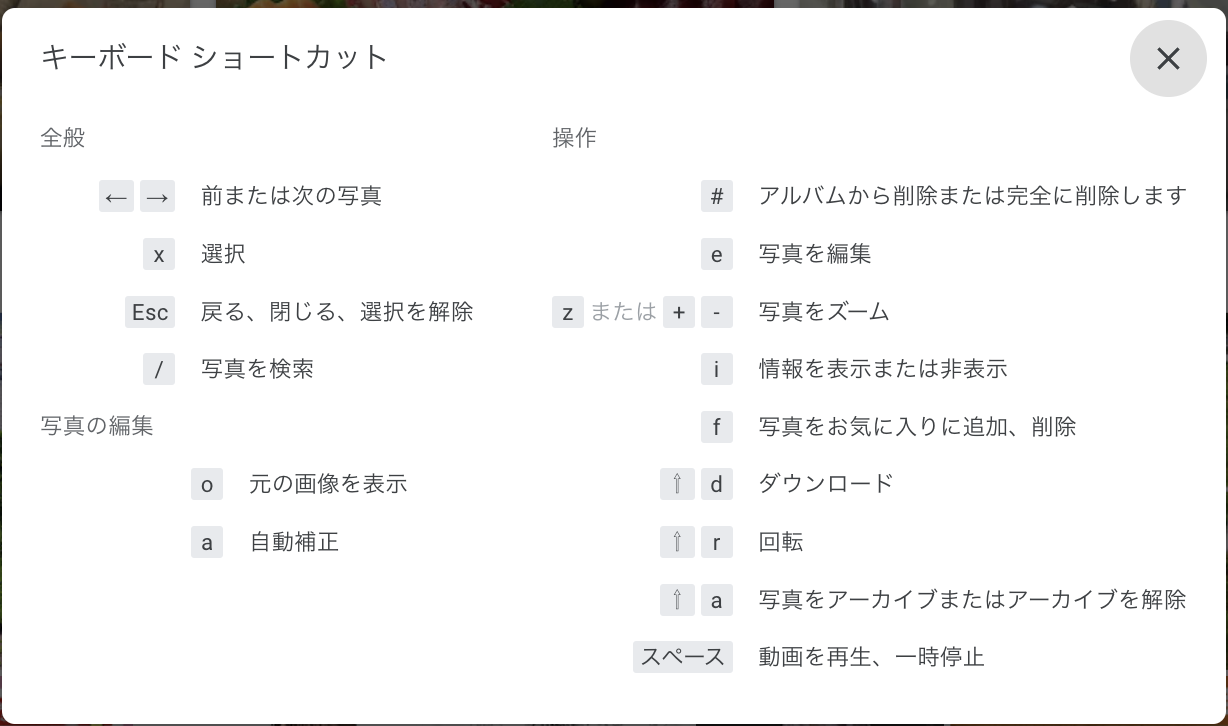 キーボード ショートカット
全般
← → 前または次の写真
x 選択
Esc 戻る、閉じる、選択を解除
/ 写真を検索
写真の編集
o 元の画像を表示
a 自動補正
操作
# アルバムから削除または完全に削除します
e 写真を編集
z または + - 写真をズーム
i 情報を表示または非表示
f 写真をお気に入りに追加、削除
⇧ d ダウンロード
⇧ r 回転
⇧ a 写真をアーカイブまたはアーカイブを解除
スペース 動画を再生、一時停止